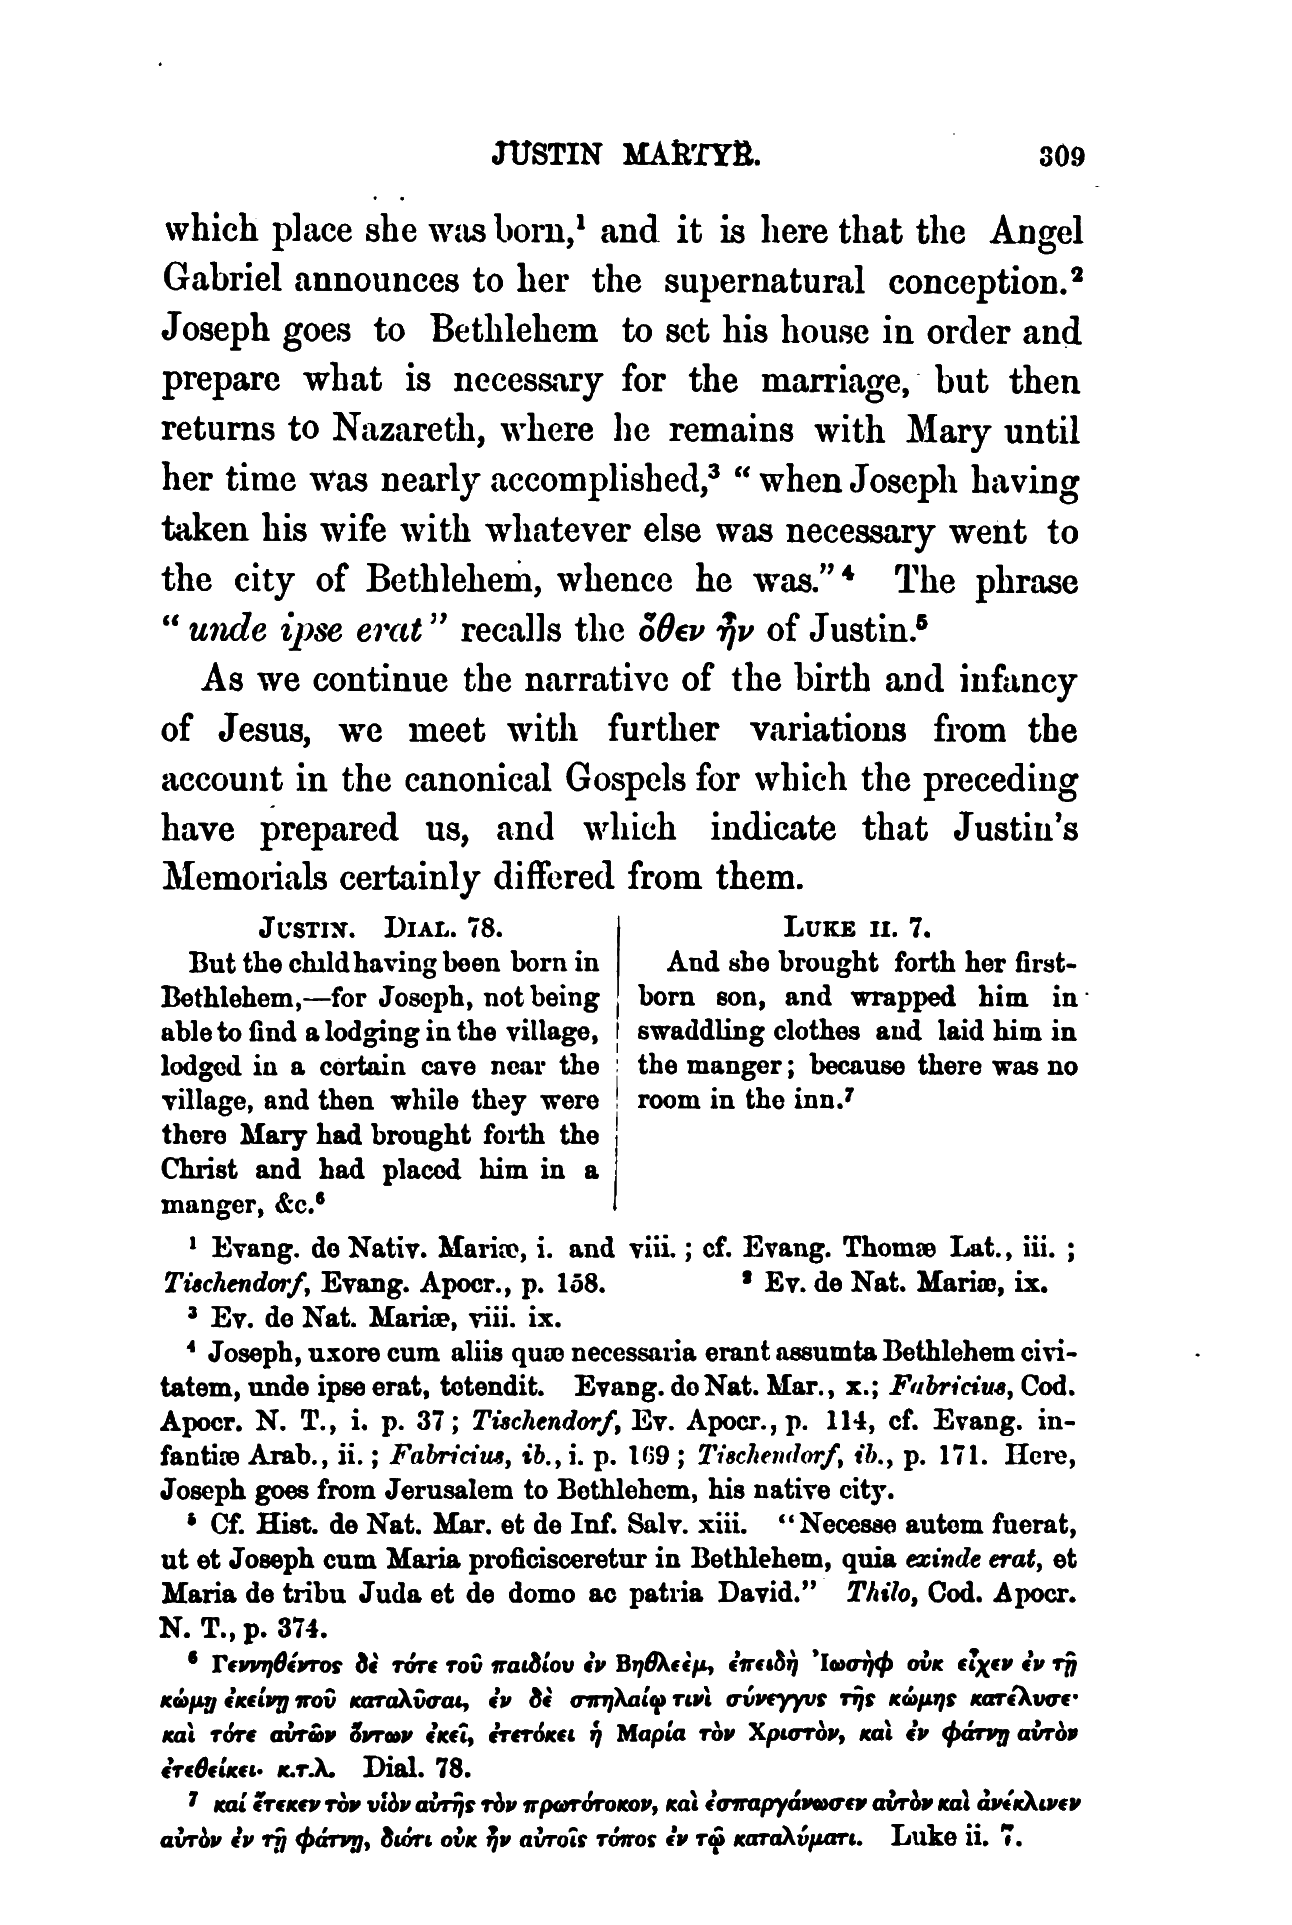 JUSTIN MARTYR. 309
which place she was born,¹ and it is here that the Angel
Gabriel announces to her the supernatural conception.²
Joseph goes to Bethlehem to set his house in order and
prepare what is necessary for the marriage, but then
returns to Nazareth, where he remains with Mary until
her time was nearly accomplished,³ “ when Joseph having
taken his wife with whatever else was necessary went to
the city of Bethlehem, whence he was.” ⁴ The phrase
“ unde ipse erat ” recalls the ὅθεν ἦν of Justin.⁵
As we continue the narrative of the birth and infancy
of Jesus, we meet with further variations from the
account in the canonical Gospels for which the preceding
have prepared us, and which indicate that Justin’s
Memorials certainly differed from them.
JUSTIN. DIAL. 78.
But the child having been born in
Bethlehem,—for Joseph, not being
able to find a lodging in the village,
lodged in a certain cave near the
village, and then while they were
there Mary had brought forth the
Christ and had placed him in a
manger, &c.⁶
LUKE II. 7.
And she brought forth her first-
born son, and wrapped him in
swaddling clothes and laid him in
the manger ; because there was no
room in the inn.⁷
¹ Evang. de Nativ. Mariæ, i. and viii. ; cf. Evang. Thomæ Lat., iii. ;
Tischendorf, Evang. Apocr., p. 158. ² Ev. de Nat. Mariæ, ix.
³ Ev. de Nat. Mariæ, viii. ix.
⁴ Joseph, uxore cum aliis quæ necessaria erant assumta Bethlehem civi-
tatem, unde ipse erat, tetendit. Evang. de Nat. Mar., x.; Fabricius, Cod.
Apocr. N. T., i. p. 37 ; Tischendorf, Ev. Apocr., p. 114, cf. Evang. in-
fantiæ Arab., ii. ; Fabricius, ib., i. p. 169 ; Tischendorf, ib., p. 171. Here,
Joseph goes from Jerusalem to Bethlehem, his native city.
⁵ Cf. Hist. de Nat. Mar. et de Inf. Salv. xiii. “Necesse autem fuerat,
ut et Joseph cum Maria proficisceretur in Bethlehem, quia exinde erat, et
Maria de tribu Juda et de domo ac patria David.” Thilo, Cod. Apocr.
N. T., p. 374.
⁶ Γεννηθέντος δὲ τότε τοῦ παιδίου ἐν Βηθλεὲμ, ἐπειδὴ Ἰωσὴφ οὐκ εἶχεν ἐν τῇ
κώμῃ ἐκείνῃ ποῦ καταλῦσαι, ἐν δὲ σπηλαίῳ τινὶ σύνεγγυς τῆς κώμης κατέλυσε·
καὶ τότε αὐτῶν ὄντων ἐκεῖ, ἐτετόκει ἡ Μαρία τὸν Χριστὸν, καὶ ἐν φάτνῃ αὐτὸν
ἐτεθείκει· κ.τ.λ. Dial. 78.
⁷ καί ἔτεκεν τὸν υἱὸν αὐτῆς τὸν πρωτότοκον, καὶ ἐσπαργάνωσεν αὐτὸν καὶ ἀνέκλινεν
αὐτὸν ἐν τῇ φάτνῃ, διότι οὐκ ἦν αὐτοῖς τόπος ἐν τῷ καταλύματι. Luke ii. 7.